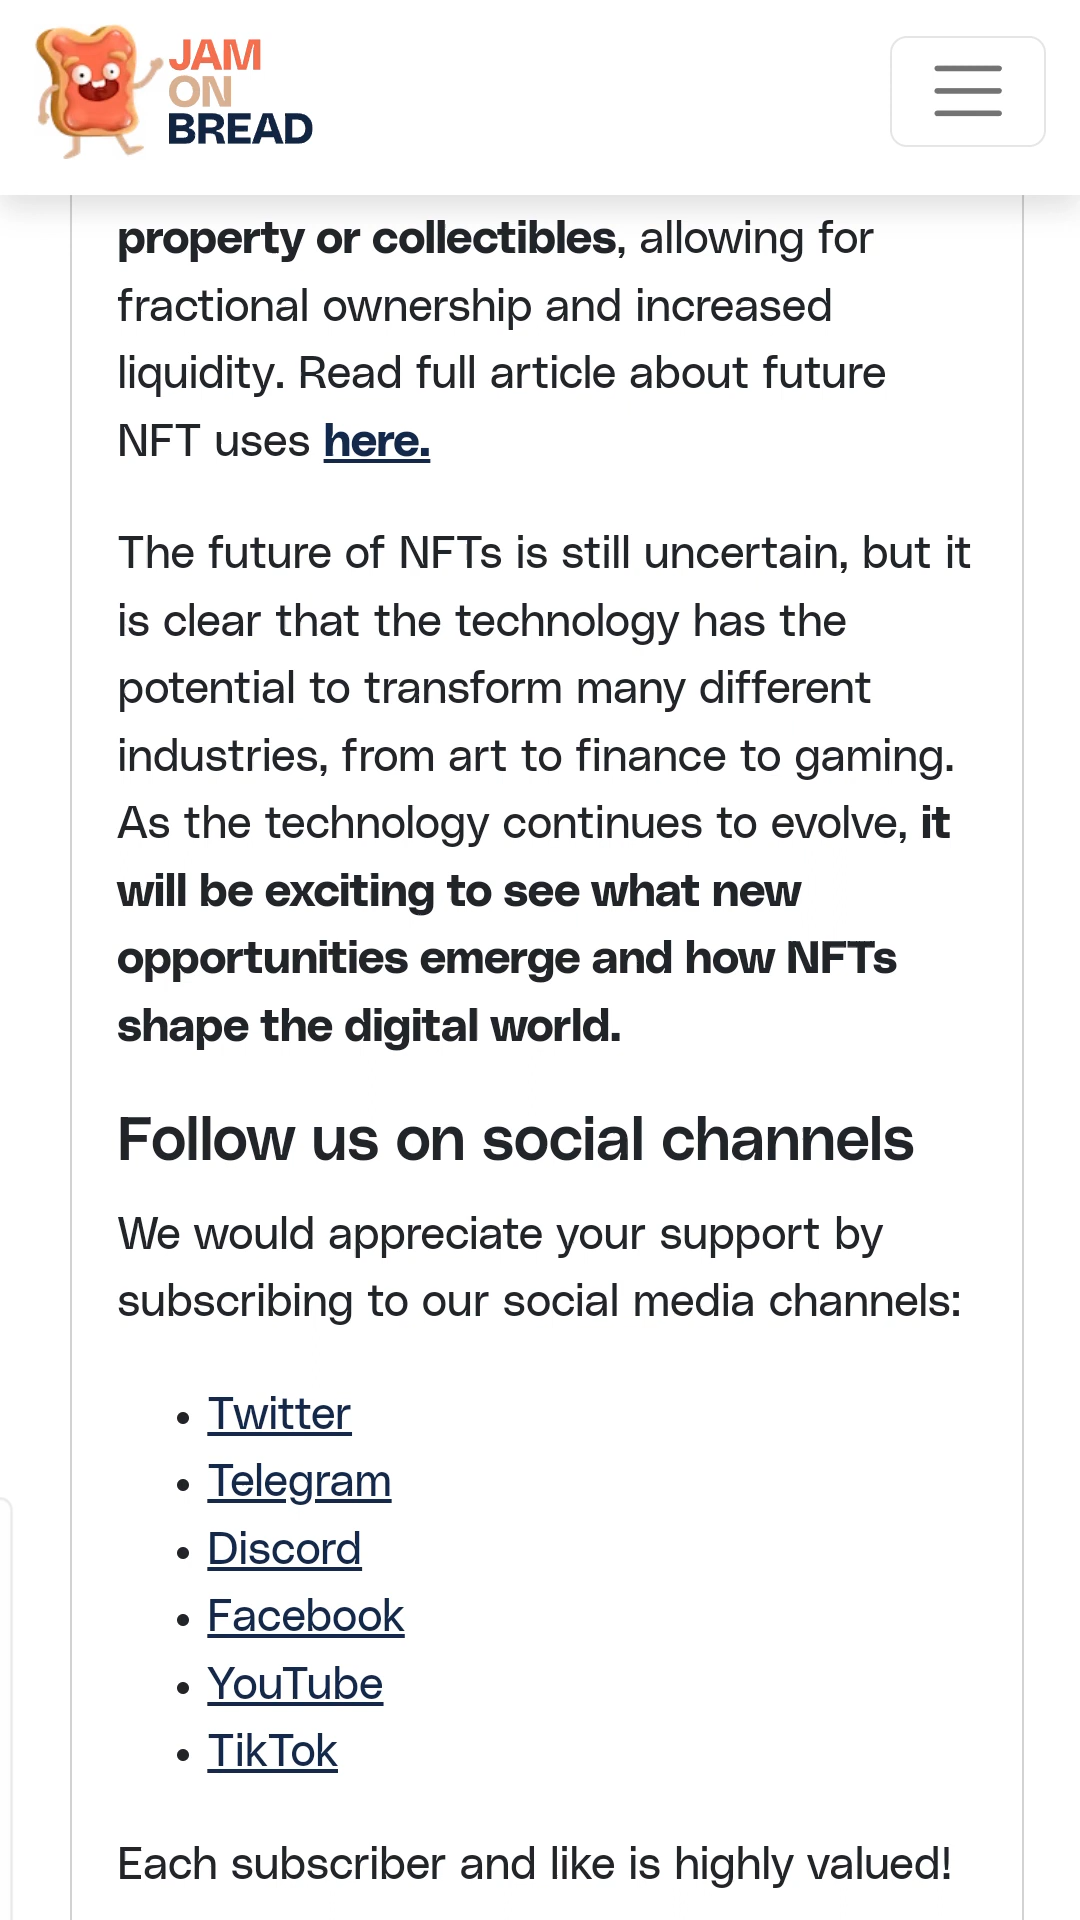 JAM
ON
BREAD
property or collectibles, allowing for
fractional ownership and increased
liquidity. Read full article about future
NFT uses here.
The future of NFTs is still uncertain, but it
is clear that the technology has the
potential to transform many different
industries, from art to finance to gaming.
As the technology continues to evolve, it
will be exciting to see what new
opportunities emerge and how NFTs
shape the digital world.
Follow us on social channels
We would appreciate your support by
subscribing to our social media channels:
• Twitter
• Telegram
• Discord
• Facebook
• YouTube
• TikTok
Each subscriber and like is highly valued!